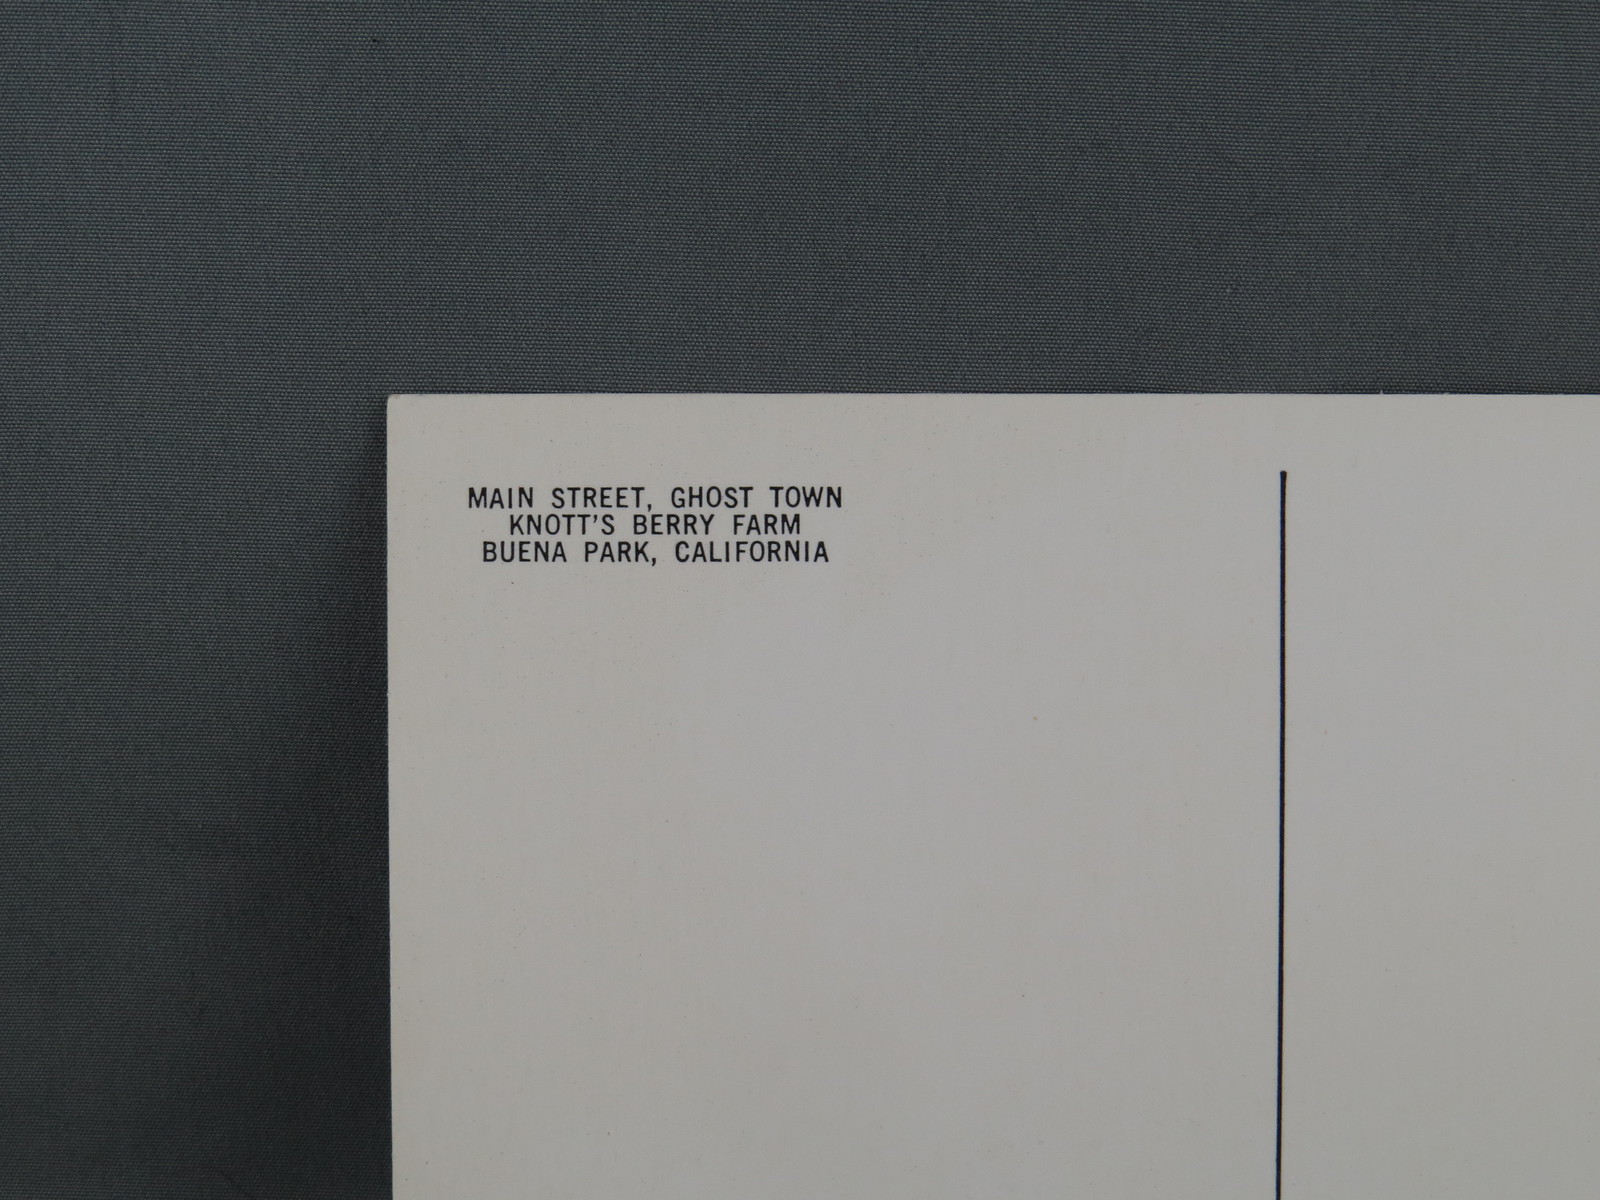 MAIN STREET, GHOST TOWN
KNOTT'S BERRY FARM
BUENA PARK, CALIFORNIA